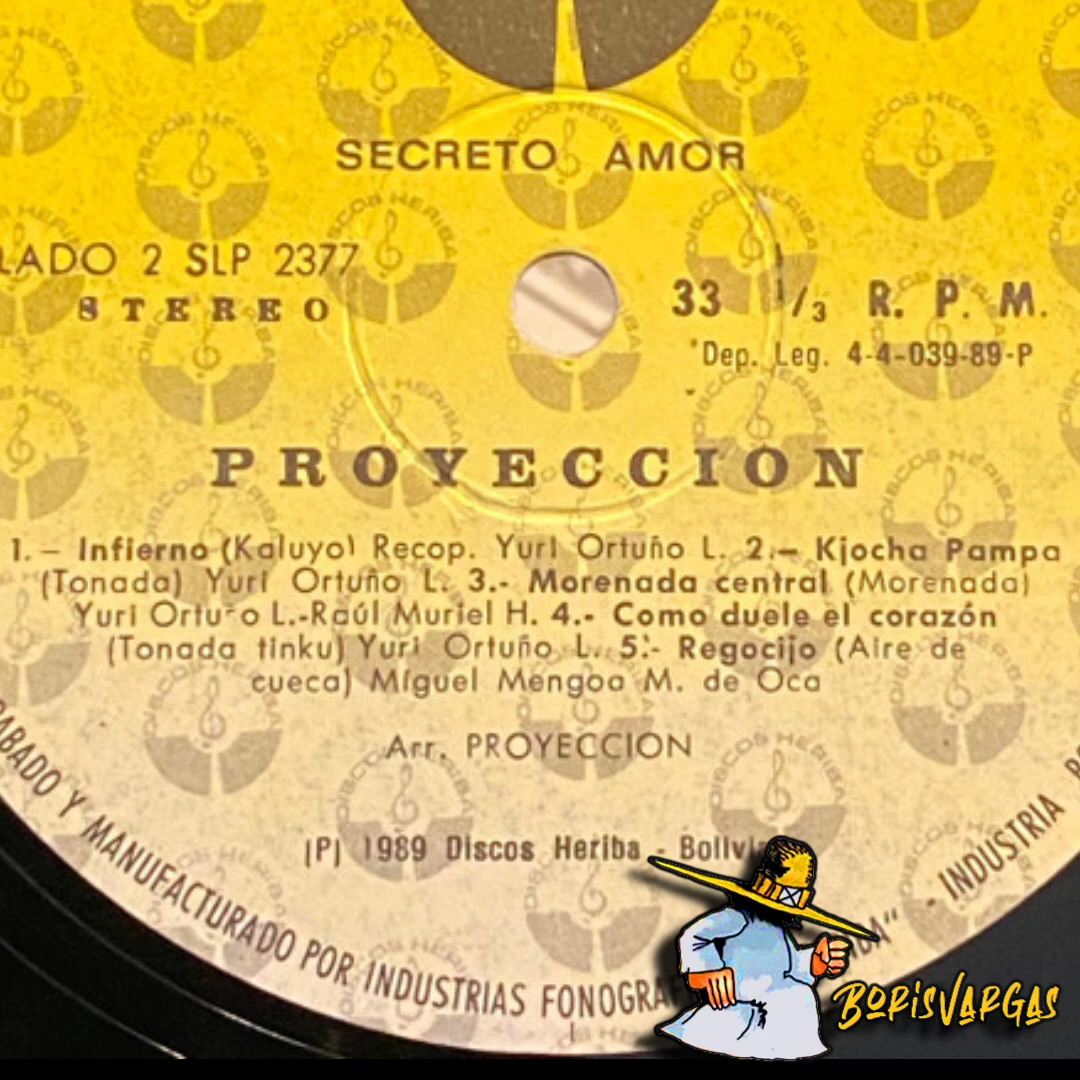 SECRETO AMOR
LADO 2 SLP 2377
STEREO
33 1/3 R. P. M.
Dep. Leg. 4-4-039-89-P
PROYECCION
1.- Infierno (Kaluyo) Recop. Yuri Ortuño L. 2.- Kjocha Pampa
(Tonada) Yuri Ortuño L. 3.- Morenada central (Morenada)
Yuri Ortuño L.-Raúl Muriel H. 4.- Como duele el corazón
(Tonada tinku) Yuri Ortuño L. 5.- Regocijo (Aire de
cueca) Miguel Mengoa M. de Oca
Arr. PROYECCION
(P) 1989 Discos Heriba - Bolivi
RABADO Y MANUFACTURADO POR INDUSTRIAS FONOGRA BA" - INDUSTRIA
BORISVARGAS
DISCOS HERIBA